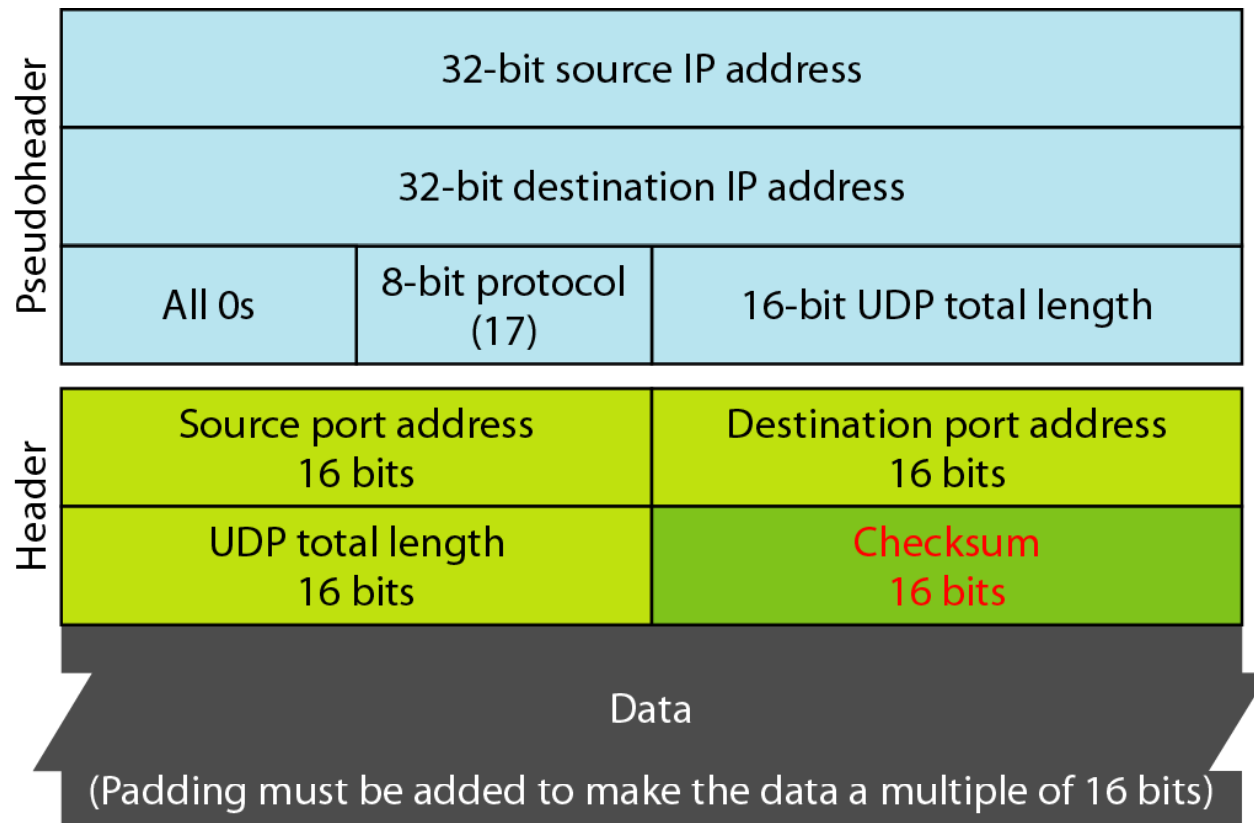 Pseudoheader
32-bit source IP address
32-bit destination IP address
All 0s
8-bit protocol
(17)
16-bit UDP total length
Header
Source port address
16 bits
Destination port address
16 bits
UDP total length
16 bits
Checksum
16 bits
Data
(Padding must be added to make the data a multiple of 16 bits)